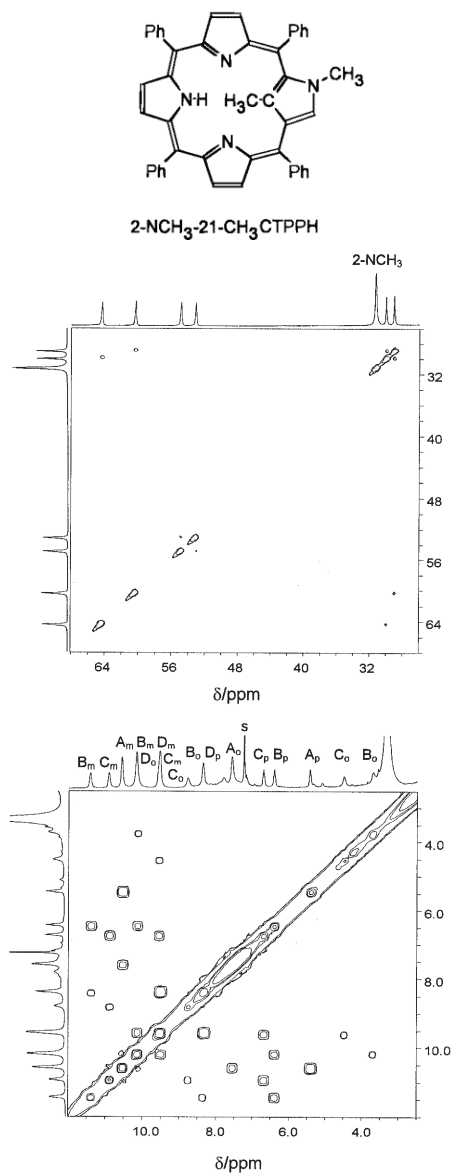 Ph Ph
N N-CH₃
N-H H₃C-C
N
Ph Ph
2-NCH₃-21-CH₃CTPPH
2-NCH₃
32
40
48
56
64
64 56 48 40 32
δ/ppm
s
Aₘ Bₘ Dₘ
Bₘ Cₘ Dₒ Cₘ Cₒ Bₒ Dₚ Aₒ Cₚ Bₚ Aₚ Cₒ Bₒ
4.0
6.0
8.0
10.0
10.0 8.0 6.0 4.0
δ/ppm